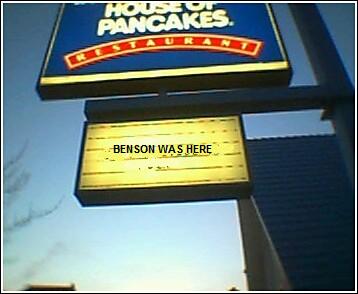 HOUSE OF
PANCAKES.
RESTAURANT
BENSON WAS HERE